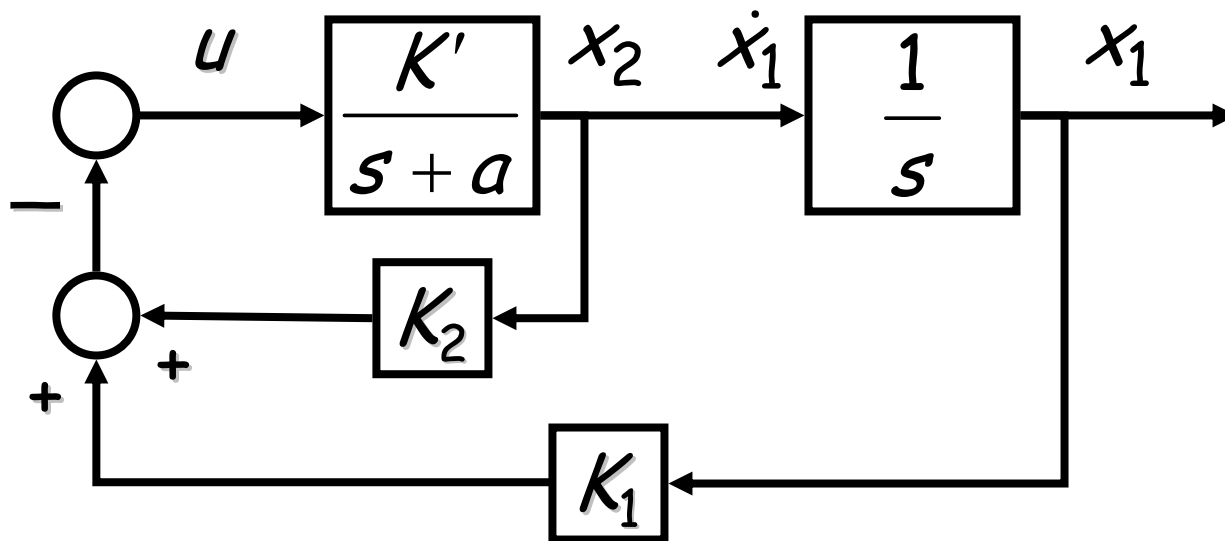 u
K'
s + a
x₂
ẋ₁
1
s
x₁
−
K₂
+
+
K₁